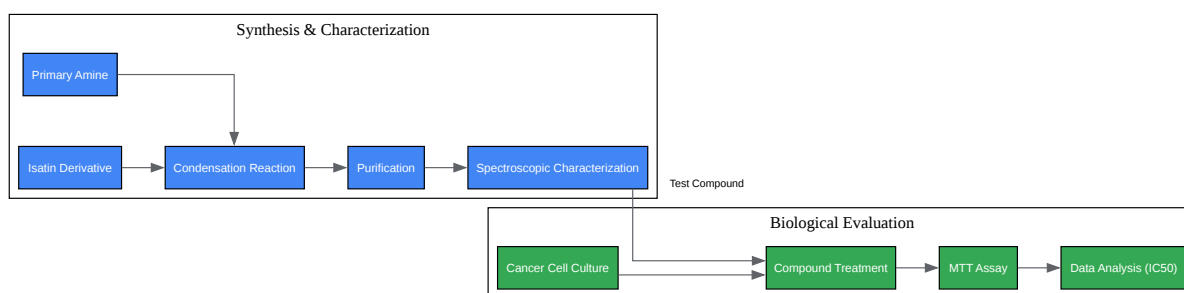 Synthesis & Characterization
Primary Amine
Isatin Derivative
Condensation Reaction
Purification
Spectroscopic Characterization
Test Compound
Biological Evaluation
Cancer Cell Culture
Compound Treatment
MTT Assay
Data Analysis (IC50)